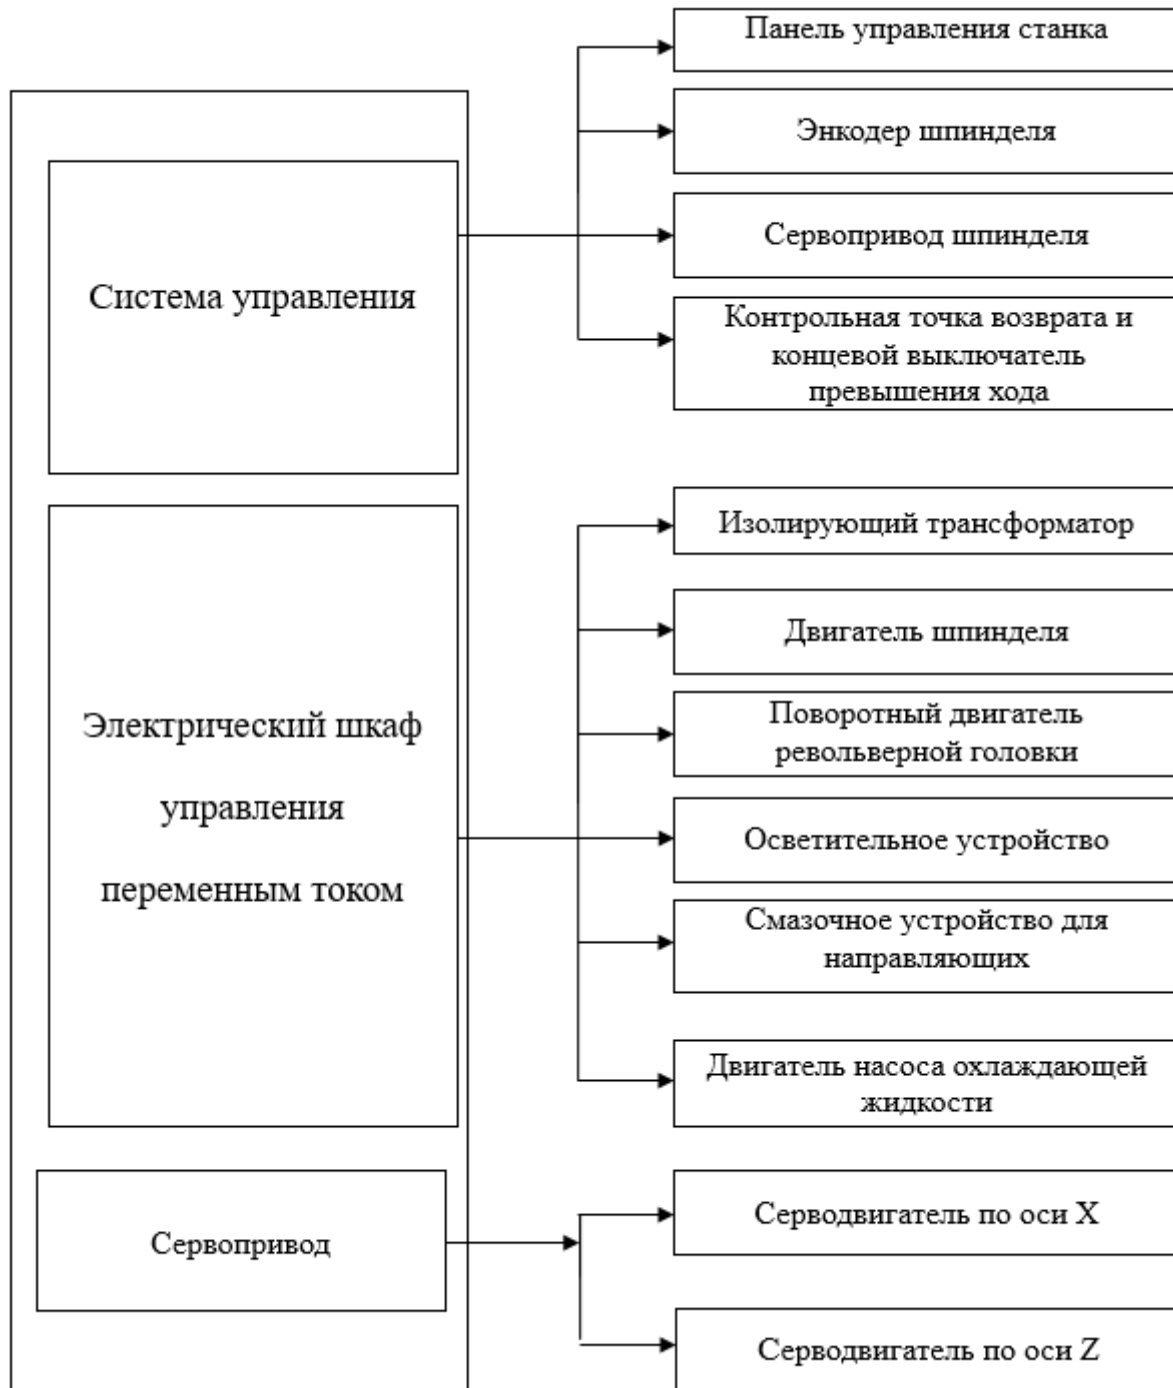 Панель управления станка
Энкодер шпинделя
Сервопривод шпинделя
Контрольная точка возврата и
концевой выключатель
превышения хода
Система управления
Изолирующий трансформатор
Двигатель шпинделя
Поворотный двигатель
револьверной головки
Осветительное устройство
Смазочное устройство для
направляющих
Двигатель насоса охлаждающей
жидкости
Электрический шкаф
управления
переменным током
Сервопривод
Серводвигатель по оси X
Серводвигатель по оси Z